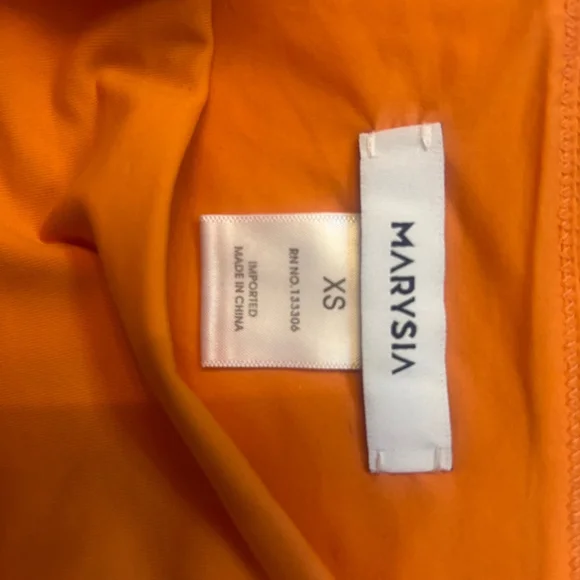 MARYSIA
XS
RN NO. 133306
IMPORTED
MADE IN CHINA